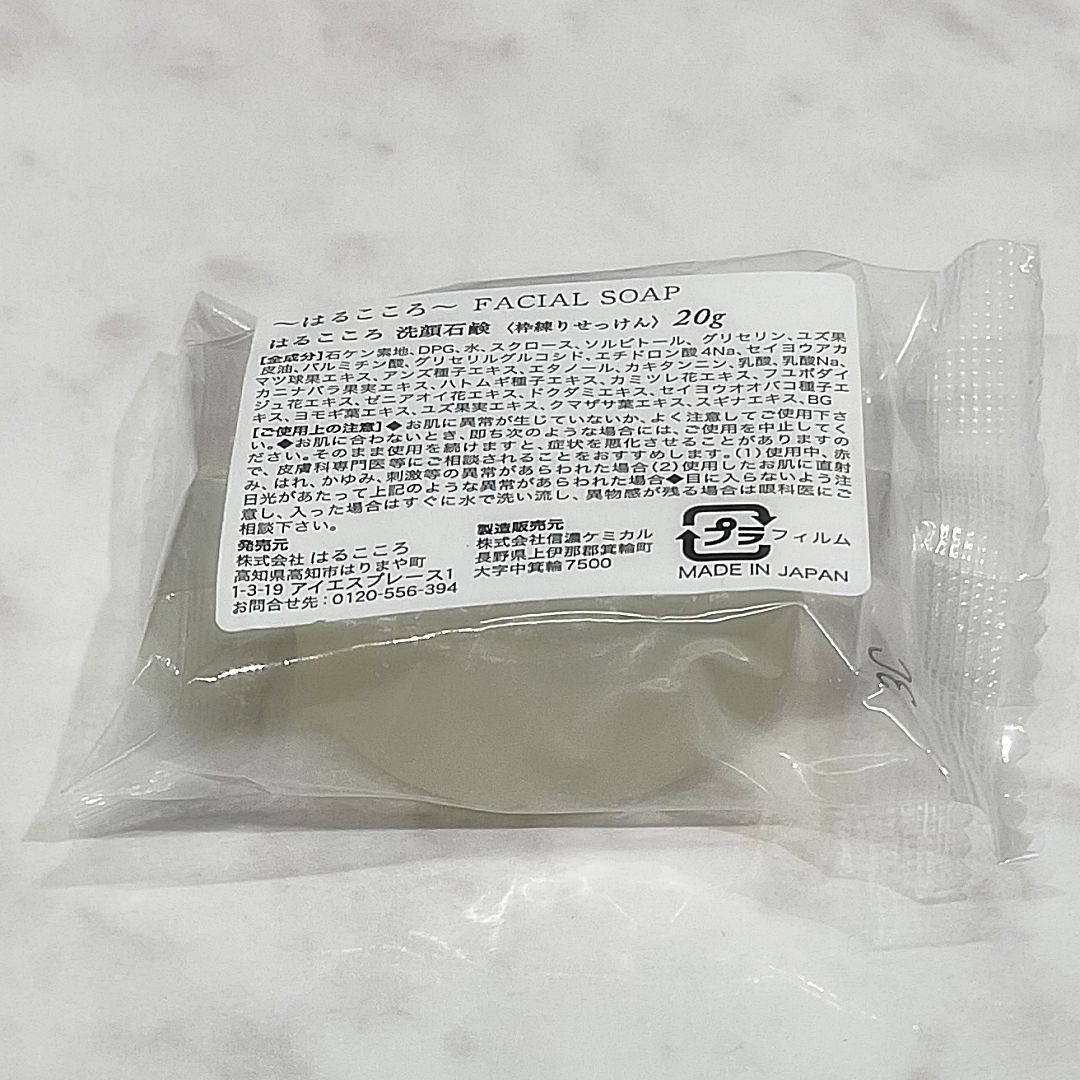 ～はるこころ～ FACIAL SOAP
はるこころ 洗顔石鹸 〈枠練りせっけん〉 20g
[全成分]石ケン素地、DPG、水、スクロース、ソルビトール、グリセリン、ユズ果
皮油、パルミチン酸、グリセリルグルコシド、エチドロン酸4Na、セイヨウアカ
マツ球果エキス、アンズ種子エキス、エタノール、カキタンニン、乳酸、乳酸Na、
カニナバラ果実エキス、ハトムギ種子エキス、カミツレ花エキス、フユボダイ
ジュ花エキス、ゼニアオイ花エキス、ドクダミエキス、セイヨウオオバコ種子エ
キス、ヨモギ葉エキス、ユズ果実エキス、クマザサ葉エキス、スギナエキス、BG
[ご使用上の注意]◆お肌に異常が生じていないか、よく注意してご使用下さ
い。◆お肌に合わないとき、即ち次のような場合には、ご使用を中止してく
ださい。そのまま使用を続けますと、症状を悪化させることがありますの
で、皮膚科専門医等にご相談されることをおすすめします。(1)使用中、赤
み、はれ、かゆみ、刺激等の異常があらわれた場合(2)使用したお肌に直射
日光があたって上記のような異常があらわれた場合◆目に入らないよう注
意し、入った場合はすぐに水で洗い流し、異物感が残る場合は眼科医にご
相談下さい。
発売元
株式会社 はるこころ
高知県高知市はりまや町
1-3-19 アイエスプレース1
お問合せ先：0120-556-394
製造販売元
株式会社信濃ケミカル
長野県上伊那郡箕輪町
大字中箕輪7500
プラ フィルム
MADE IN JAPAN